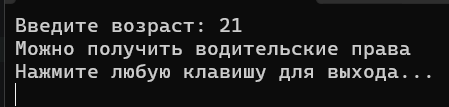 Введите возраст: 21
Можно получить водительские права
Нажмите любую клавишу для выхода...